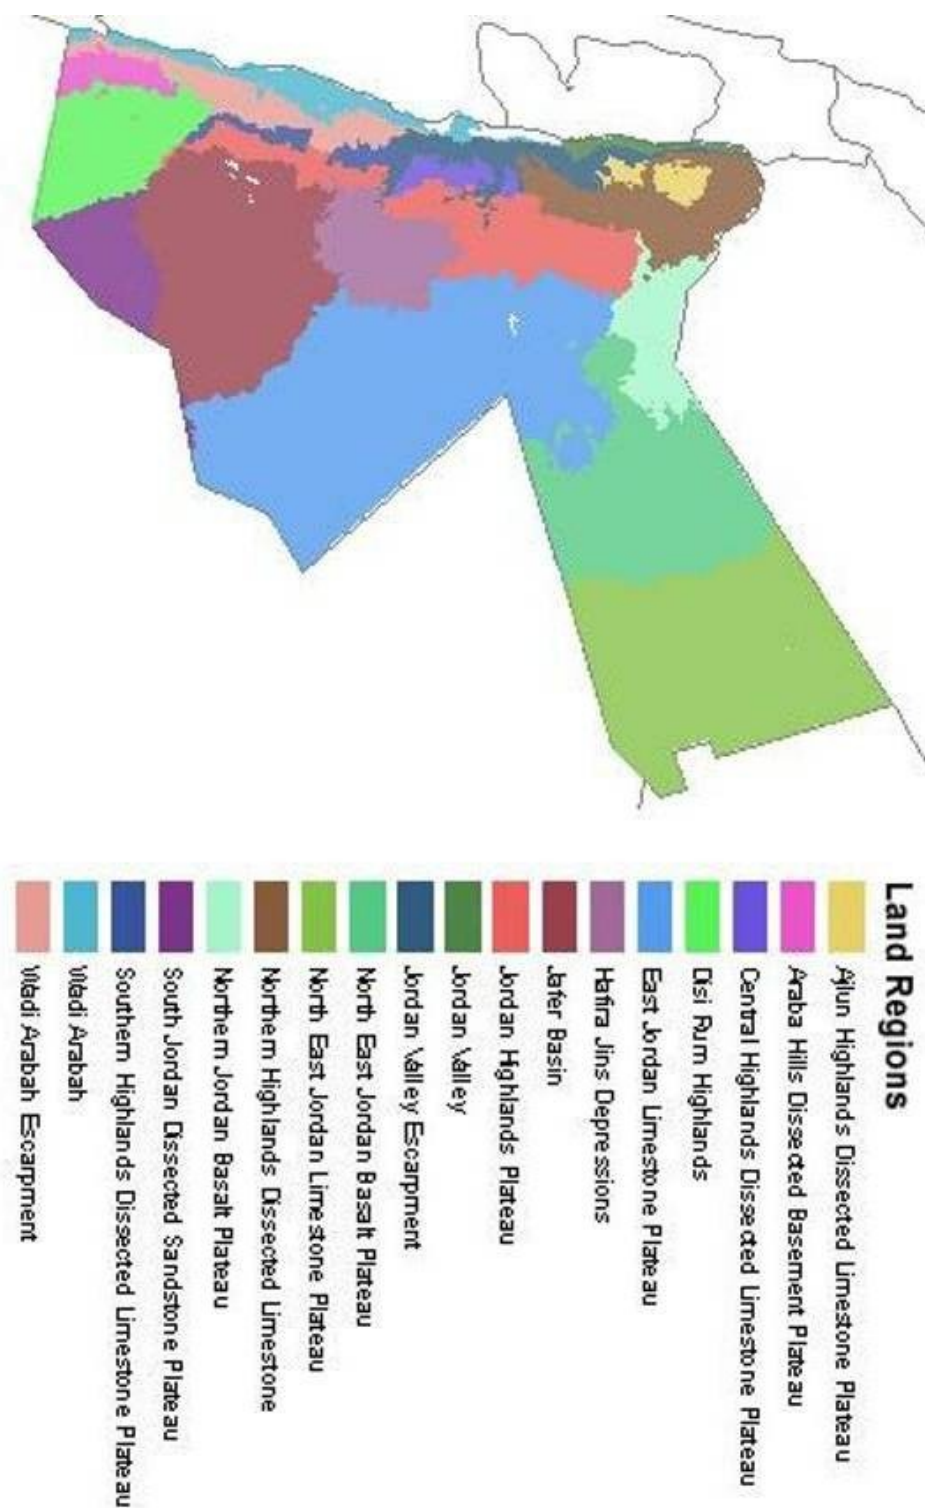 Land Regions
Ajlun Highlands Dissected Limestone Plateau
Araba Hills Dissected Basement Plateau
Central Highlands Dissected Limestone Plateau
Disi Rum Highlands
East Jordan Limestone Plateau
Hafira Jins Depressions
Jafer Basin
Jordan Highlands Plateau
Jordan Valley
Jordan Valley Escarpment
North East Jordan Basalt Plateau
North East Jordan Limestone Plateau
Northern Highlands Dissected Limestone
Northern Jordan Basalt Plateau
South Jordan Dissected Sandstone Plateau
Southern Highlands Dissected Limestone Plateau
Wadi Arabah
Wadi Arabah Escarpment